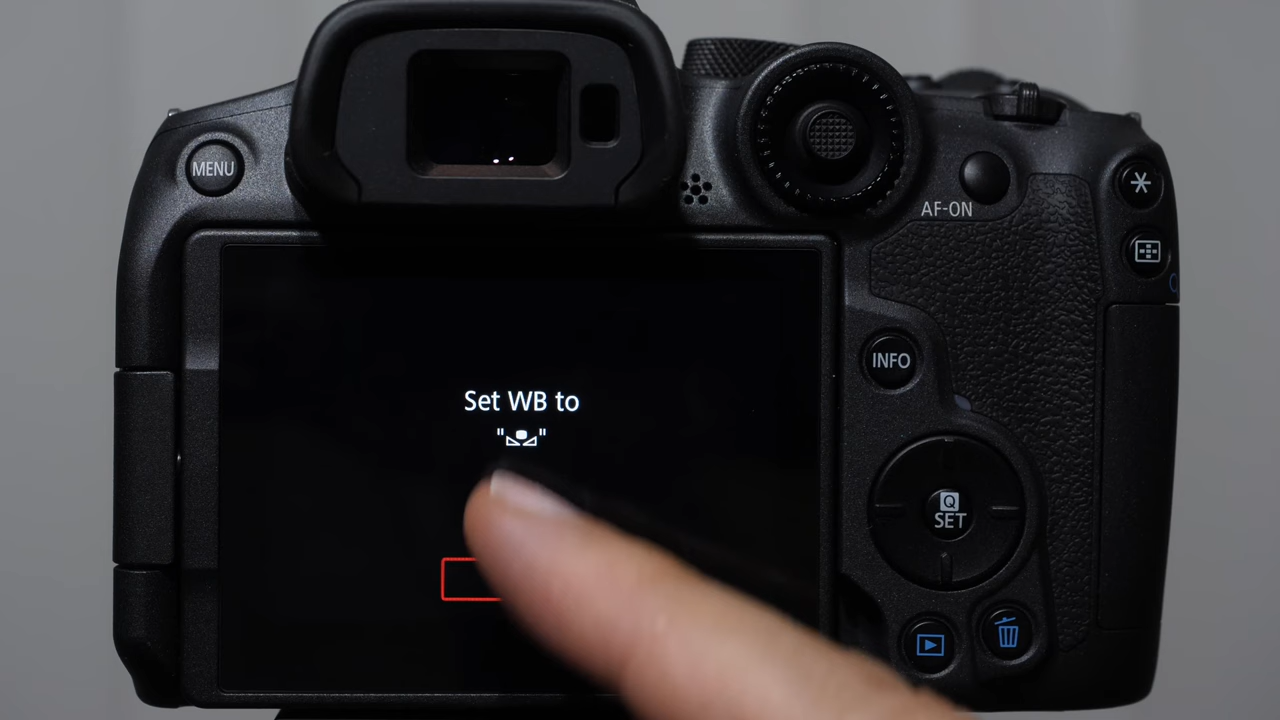 MENU
AF-ON
Set WB to
""
INFO
Q
SET